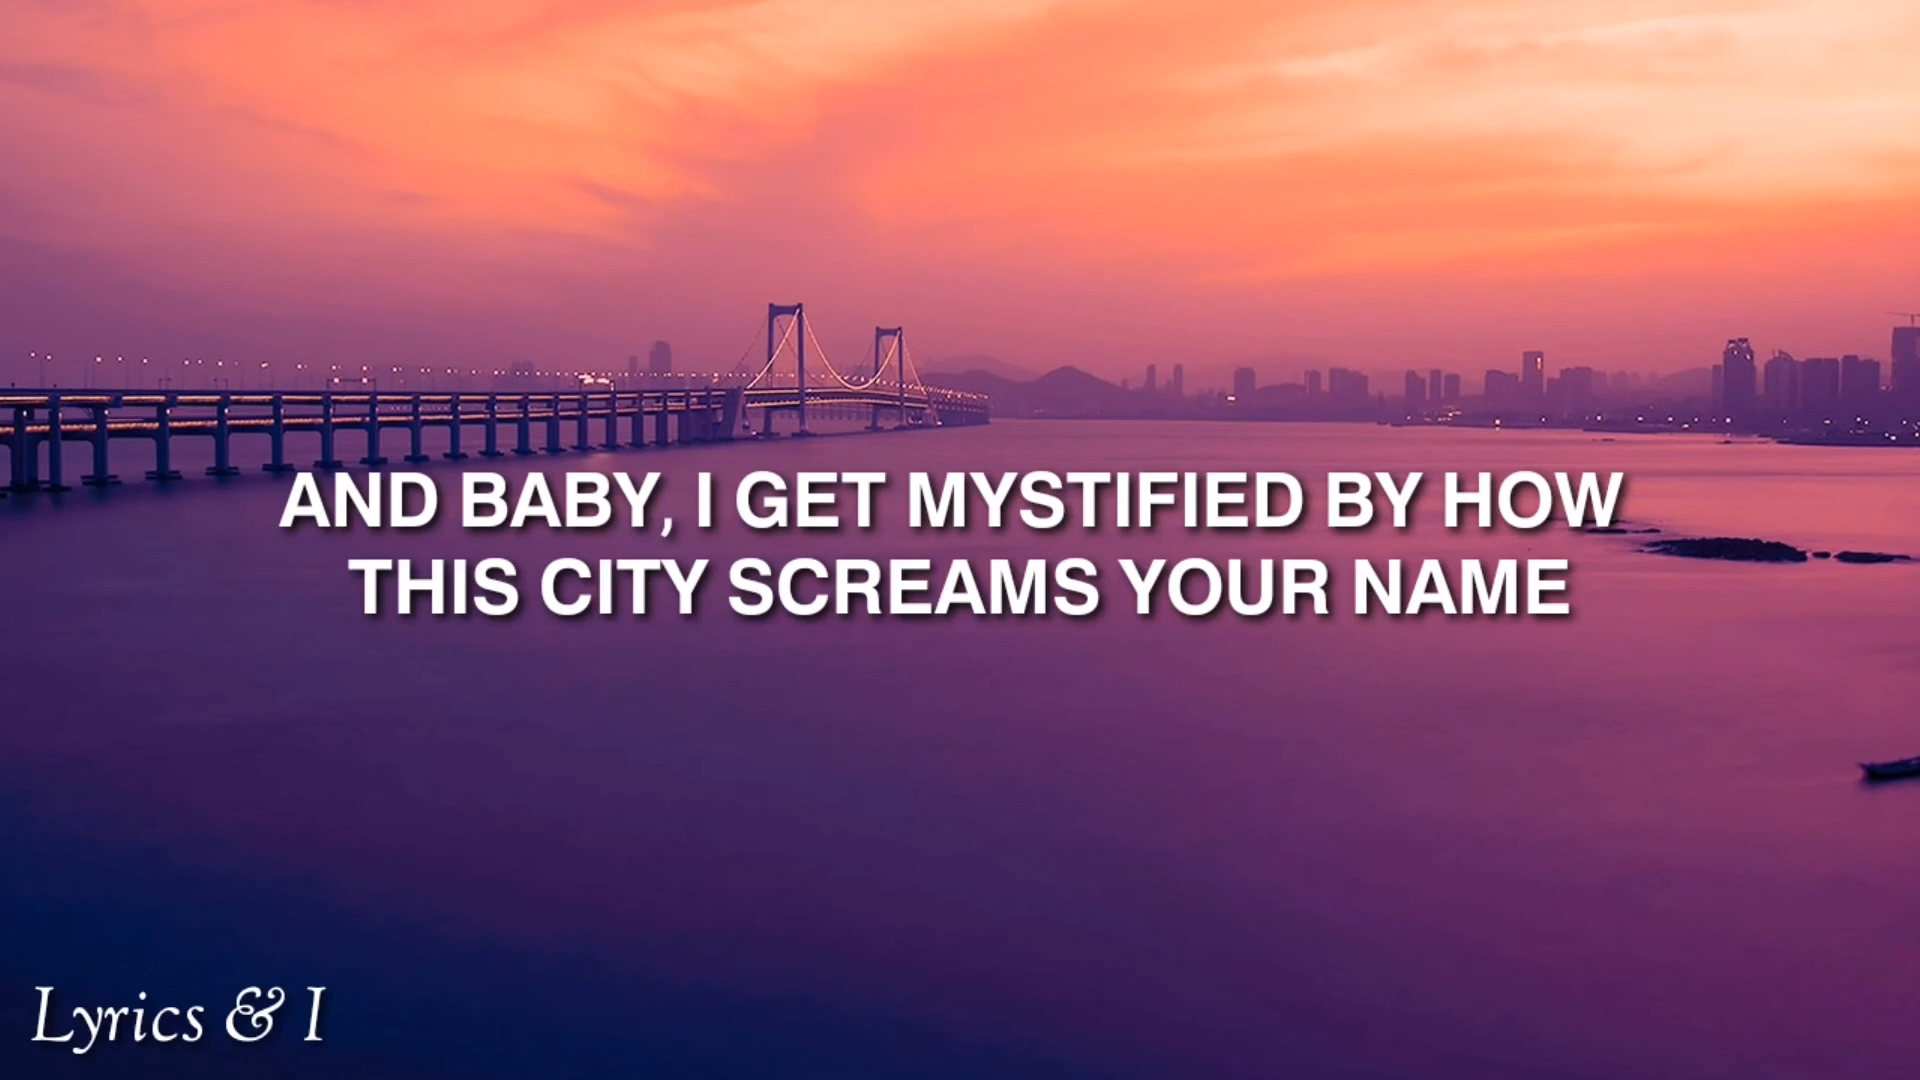 AND BABY, I GET MYSTIFIED BY HOW
THIS CITY SCREAMS YOUR NAME
Lyrics & I